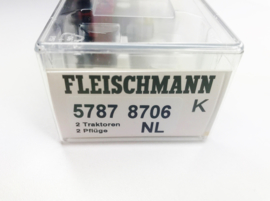 FLEISCHMANN
5787 8706 K
2 Traktoren
2 Pflüge NL